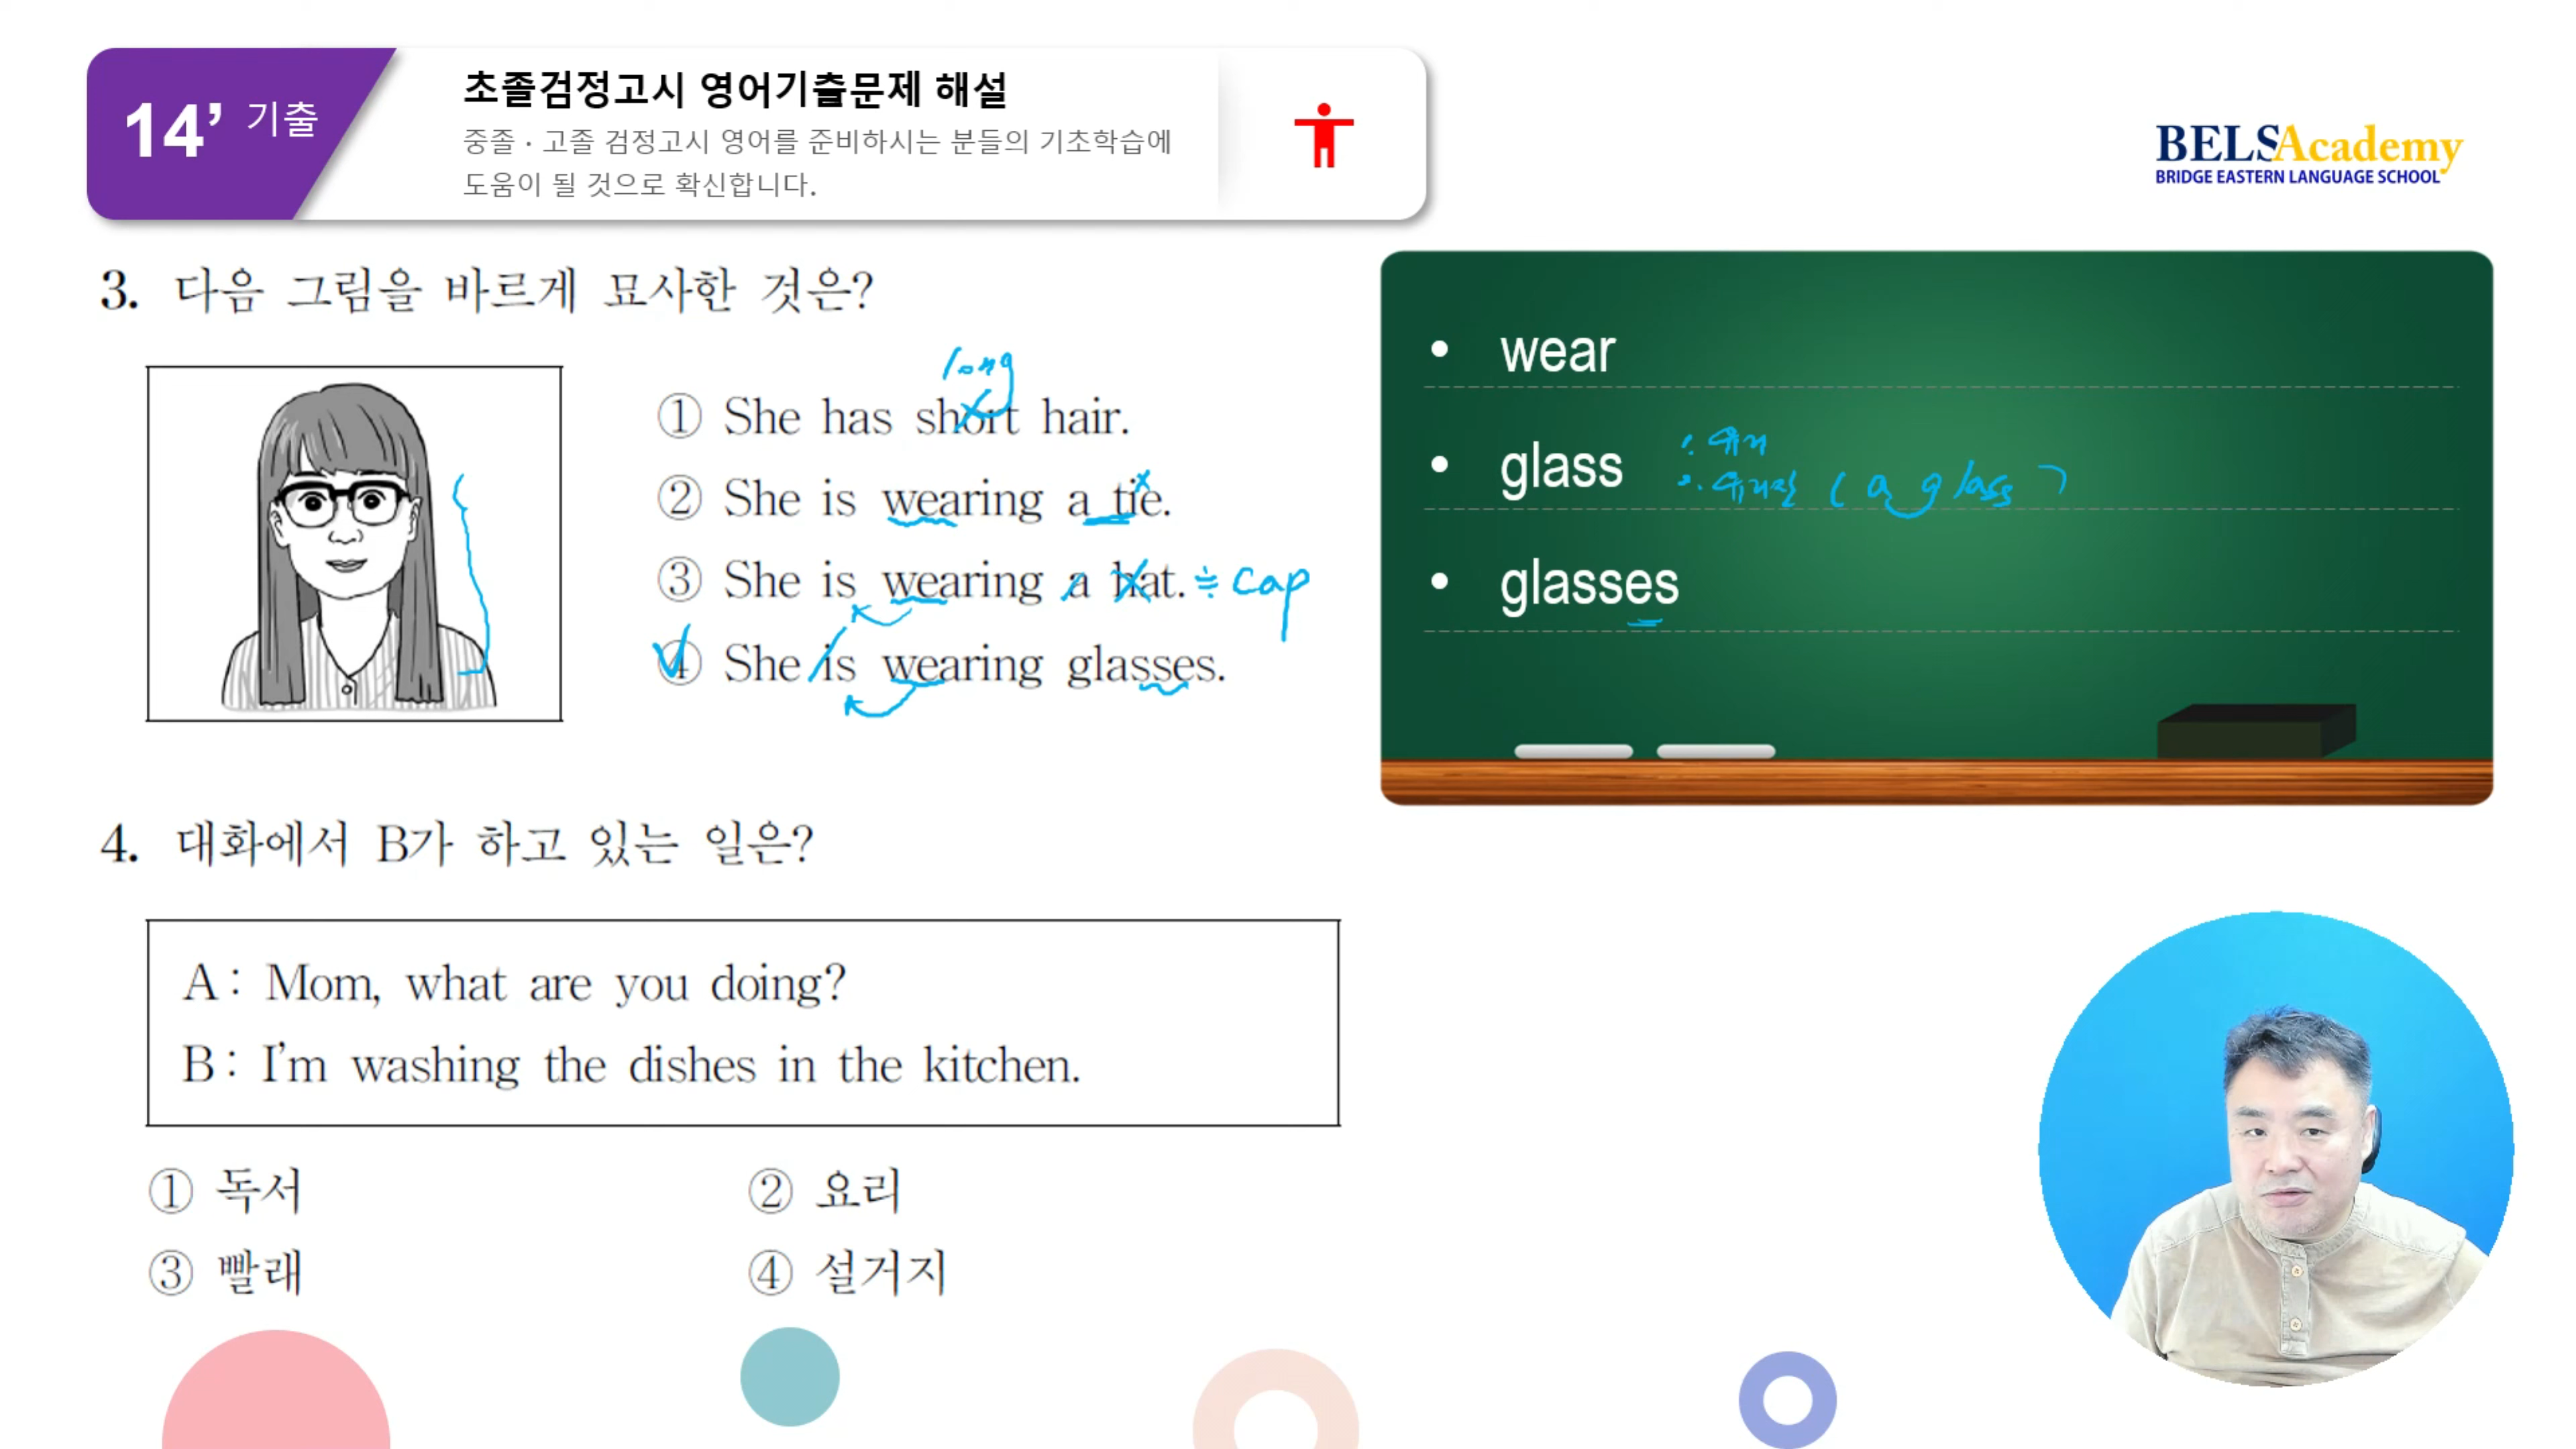 14’ 기출
초졸검정고시 영어기출문제 해설
중졸 · 고졸 검정고시 영어를 준비하시는 분들의 기초학습에
도움이 될 것으로 확신합니다.
BELSAcademy
BRIDGE EASTERN LANGUAGE SCHOOL
3. 다음 그림을 바르게 묘사한 것은?
long
① She has short hair.
② She is wearing a tie.
③ She is wearing a hat. ≒ cap
④ She is wearing glasses.
• wear
• glass
1. 유리
2. 유리잔 (a glass)
• glasses
4. 대화에서 B가 하고 있는 일은?
A : Mom, what are you doing?
B : I'm washing the dishes in the kitchen.
① 독서
② 요리
③ 빨래
④ 설거지